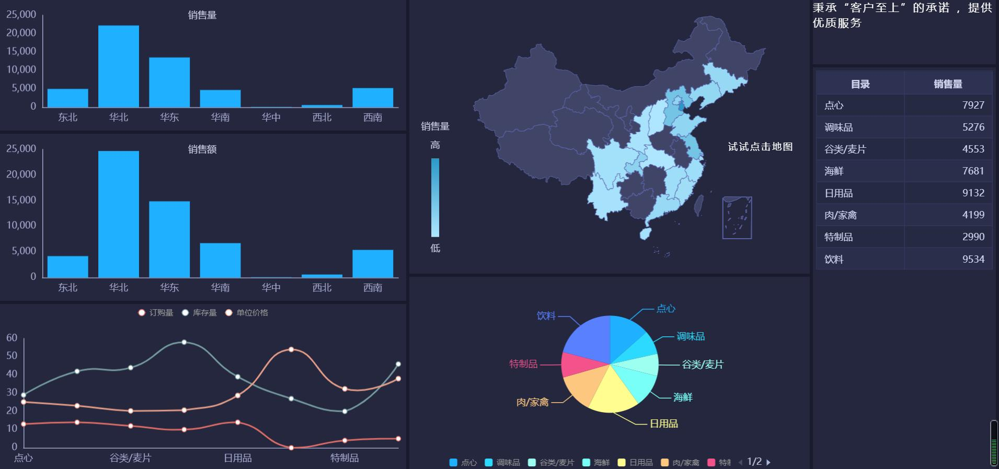 销售量
25,000
20,000
15,000
10,000
5,000
0
东北 华北 华东 华南 华中 西北 西南
销售额
25,000
20,000
15,000
10,000
5,000
0
东北 华北 华东 华南 华中 西北 西南
订购量 库存量 单位价格
60
50
40
30
20
10
0
点心 谷类/麦片 日用品 特制品
销售量
高
低
试试点击地图
点心
调味品
谷类/麦片
海鲜
日用品
肉/家禽
特制品
饮料
点心 调味品 谷类/麦片 海鲜 日用品 肉/家禽 特制 1/2
秉承“客户至上”的承诺，提供
优质服务
目录 销售量
点心 7927
调味品 5276
谷类/麦片 4553
海鲜 7681
日用品 9132
肉/家禽 4199
特制品 2990
饮料 9534